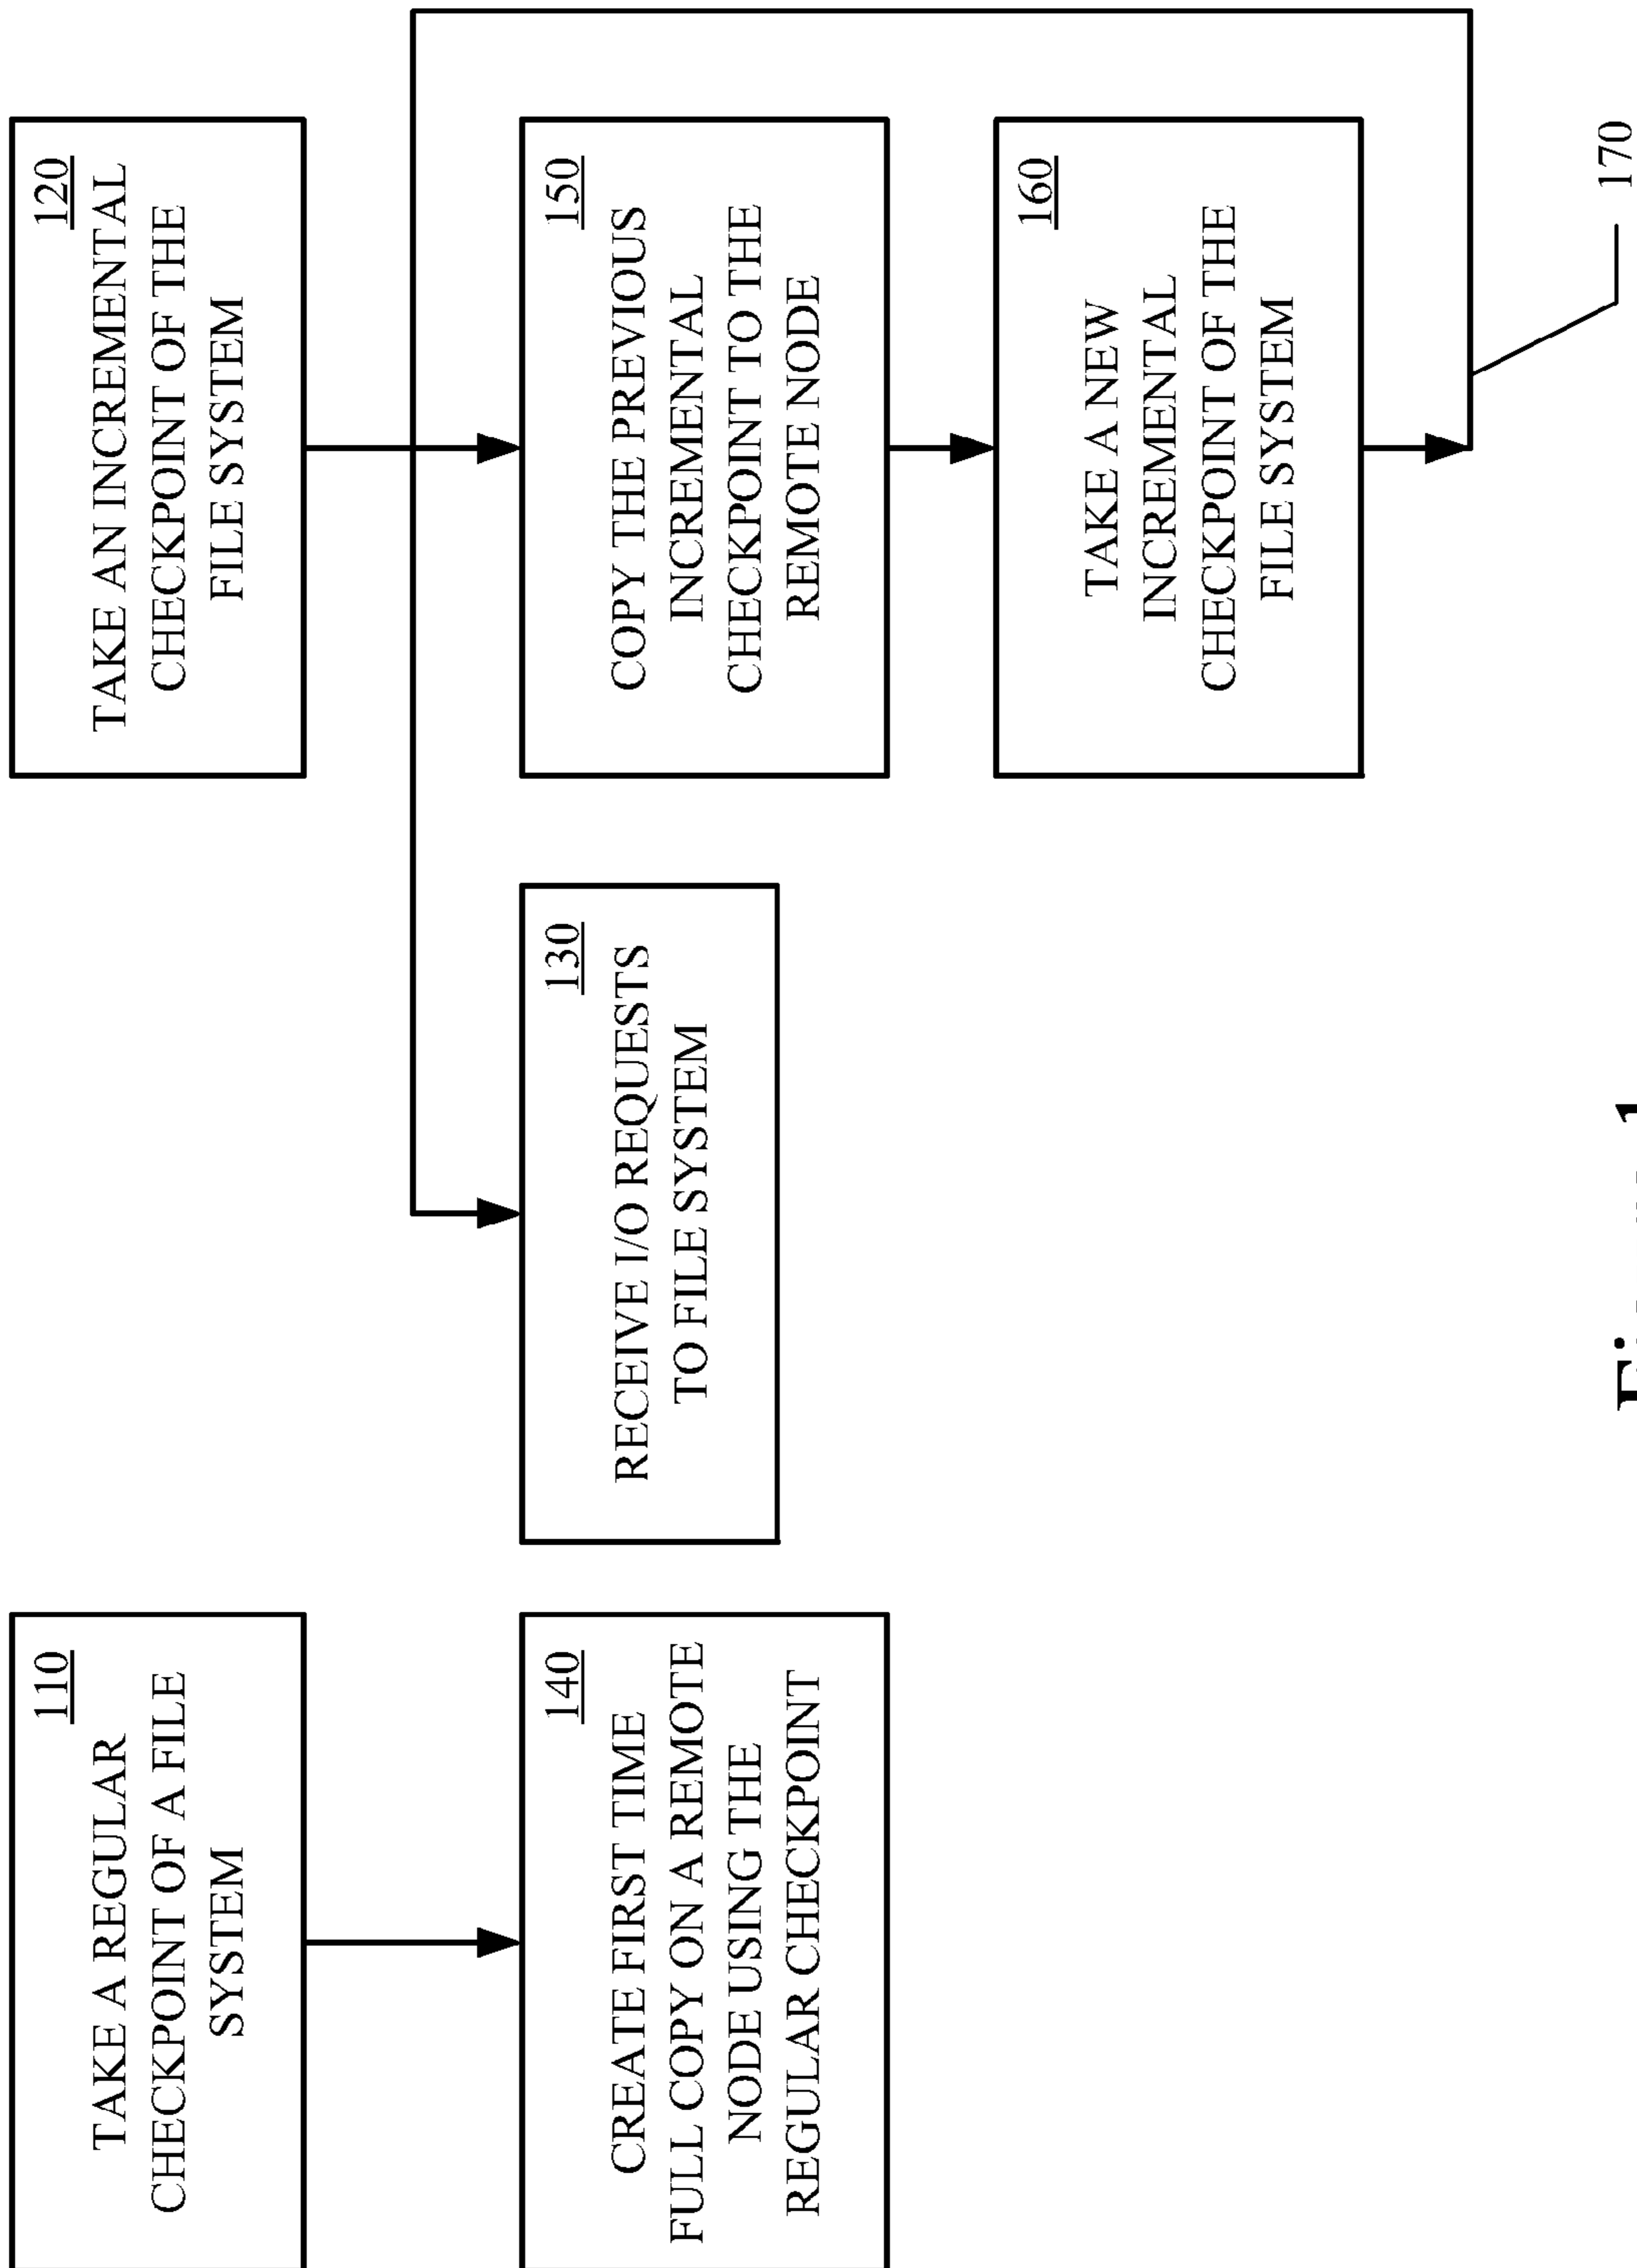 110
TAKE A REGULAR
CHECKPOINT OF A FILE
SYSTEM
120
TAKE AN INCREMENTAL
CHECKPOINT OF THE
FILE SYSTEM
140
CREATE FIRST TIME
FULL COPY ON A REMOTE
NODE USING THE
REGULAR CHECKPOINT
130
RECEIVE I/O REQUESTS
TO FILE SYSTEM
150
COPY THE PREVIOUS
INCREMENTAL
CHECKPOINT TO THE
REMOTE NODE
160
TAKE A NEW
INCREMENTAL
CHECKPOINT OF THE
FILE SYSTEM
170